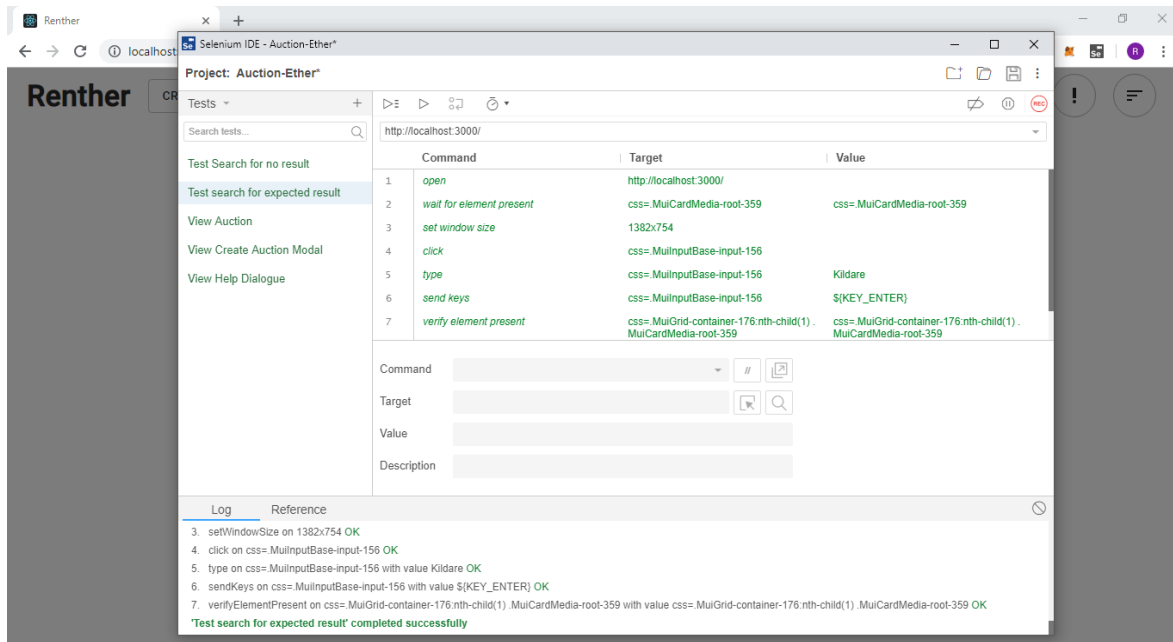 Renther
localhost
Renther
CR
Selenium IDE - Auction-Ether*
Project: Auction-Ether*
Tests
Search tests...
Test Search for no result
Test search for expected result
View Auction
View Create Auction Modal
View Help Dialogue
REC
http://localhost:3000/
Command Target Value
1 open http://localhost:3000/
2 wait for element present css=.MuiCardMedia-root-359 css=.MuiCardMedia-root-359
3 set window size 1382x754
4 click css=.MuiInputBase-input-156
5 type css=.MuiInputBase-input-156 Kildare
6 send keys css=.MuiInputBase-input-156 ${KEY_ENTER}
7 verify element present css=.MuiGrid-container-176:nth-child(1) . css=.MuiGrid-container-176:nth-child(1) .
MuiCardMedia-root-359 MuiCardMedia-root-359
Command //
Target
Value
Description
Log Reference
3. setWindowSize on 1382x754 OK
4. click on css=.MuiInputBase-input-156 OK
5. type on css=.MuiInputBase-input-156 with value Kildare OK
6. sendKeys on css=.MuiInputBase-input-156 with value ${KEY_ENTER} OK
7. verifyElementPresent on css=.MuiGrid-container-176:nth-child(1) .MuiCardMedia-root-359 with value css=.MuiGrid-container-176:nth-child(1) .MuiCardMedia-root-359 OK
'Test search for expected result' completed successfully
Se
R
!